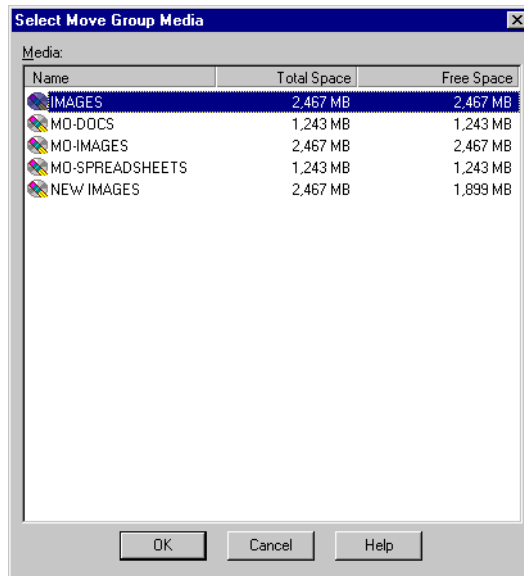 Select Move Group Media
Media:
Name Total Space Free Space
IMAGES 2,467 MB 2,467 MB
MO-DOCS 1,243 MB 1,243 MB
MO-IMAGES 2,467 MB 2,467 MB
MO-SPREADSHEETS 1,243 MB 1,243 MB
NEW IMAGES 2,467 MB 1,899 MB
OK Cancel Help